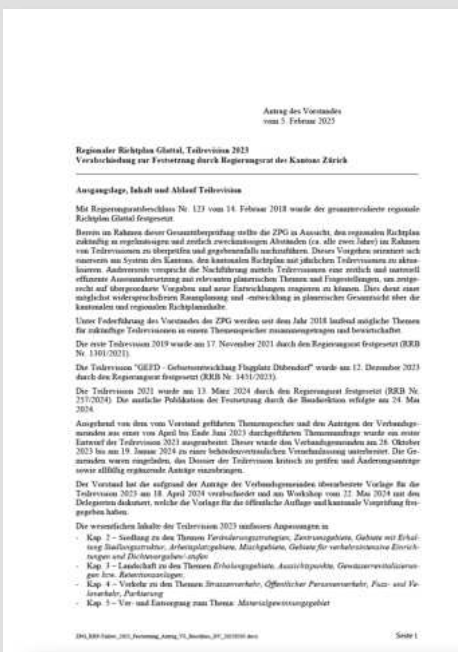 Antrag des Vorstandes
vom 5. Februar 2025
Regionaler Richtplan Glattal, Teilrevision 2023
Verabschiedung zur Festsetzung durch Regierungsrat des Kantons Zürich
Ausgangslage, Inhalt und Ablauf Teilrevision
Mit Regierungsratsbeschluss Nr. 123 vom 14. Februar 2018 wurde der gesamtrevidierte regionale
Richtplan Glattal festgesetzt.
Bereits im Rahmen dieser Gesamtüberprüfung stellte die ZPG in Aussicht, den regionalen Richtplan
zukünftig in regelmässigen und zeitlich zweckmässigen Abständen (ca. alle zwei Jahre) im Rahmen
von Teilrevisionen zu überprüfen und gegebenenfalls nachzuführen. Dieses Vorgehen orientiert sich
einerseits am System des Kantons, den kantonalen Richtplan mit jährlichen Teilrevisionen zu aktua-
lisieren. Andererseits verspricht die Nachführung mittels Teilrevisionen eine zeitlich und materiell
effiziente Auseinandersetzung mit relevanten planerischen Themen und Fragestellungen, um zeitge-
recht auf übergeordnete Vorgaben und neue Entwicklungen reagieren zu können. Dies dient einer
möglichst widerspruchsfreien Raumplanung und -entwicklung in planerischer Gesamtsicht über die
kantonalen und regionalen Richtplaninhalte.
Unter Federführung des Vorstandes der ZPG werden seit dem Jahr 2018 laufend mögliche Themen
für zukünftige Teilrevisionen in einem Themenspeicher zusammengetragen und bewirtschaftet.
Die erste Teilrevision 2019 wurde am 17. November 2021 durch den Regierungsrat festgesetzt (RRB
Nr. 1301/2021).
Die Teilrevision "GEFD - Gebietsentwicklung Flugplatz Dübendorf" wurde am 12. Dezember 2023
durch den Regierungsrat festgesetzt (RRB Nr. 1451/2023).
Die Teilrevision 2021 wurde am 13. März 2024 durch den Regierungsrat festgesetzt (RRB Nr.
257/2024). Die amtliche Publikation der Festsetzung durch die Baudirektion erfolgte am 24. Mai
2024.
Ausgehend von dem vom Vorstand geführten Themenspeicher und den Anträgen der Verbandsge-
meinden aus einer von April bis Ende Juni 2023 durchgeführten Themenumfrage wurde ein erster
Entwurf der Teilrevision 2023 ausgearbeitet. Dieser wurde den Verbandsgemeinden am 26. Oktober
2023 bis am 19. Januar 2024 zu einer behördenverträglichen Vernehmlassung unterbreitet. Die Ge-
meinden waren eingeladen, das Dossier der Teilrevision kritisch zu prüfen und Änderungsanträge
sowie allfällig ergänzende Anträge einzubringen.
Der Vorstand hat die aufgrund der Anträge der Verbandsgemeinden überarbeitete Vorlage für die
Teilrevision 2023 am 18. April 2024 verabschiedet und am Workshop vom 22. Mai 2024 mit den
Delegierten diskutiert, welche die Vorlage für die öffentliche Auflage und kantonale Vorprüfung frei-
gegeben haben.
Die wesentlichen Inhalte der Teilrevision 2023 umfassen Anpassungen in
- Kap. 2 – Siedlung zu den Themen Veränderungsstrategien, Zentrumsgebiete, Gebiete mit Erhal-
tung Siedlungsstruktur, Arbeitsplatzgebiete, Mischgebiete, Gebiete für verkehrsintensive Einrich-
tungen und Dichtevorgaben/-stufen
- Kap. 3 – Landschaft zu den Themen Erholungsgebiete, Aussichtspunkte, Gewässerrevitalisierun-
gen bzw. Retentionsanlagen;
- Kap. 4 – Verkehr zu den Themen Strassenverkehr, Öffentlicher Personenverkehr, Fuss- und Ve-
loverkehr, Parkierung
- Kap. 5 – Ver- und Entsorgung zum Thema: Materialgewinnungsgebiet
Seite 1